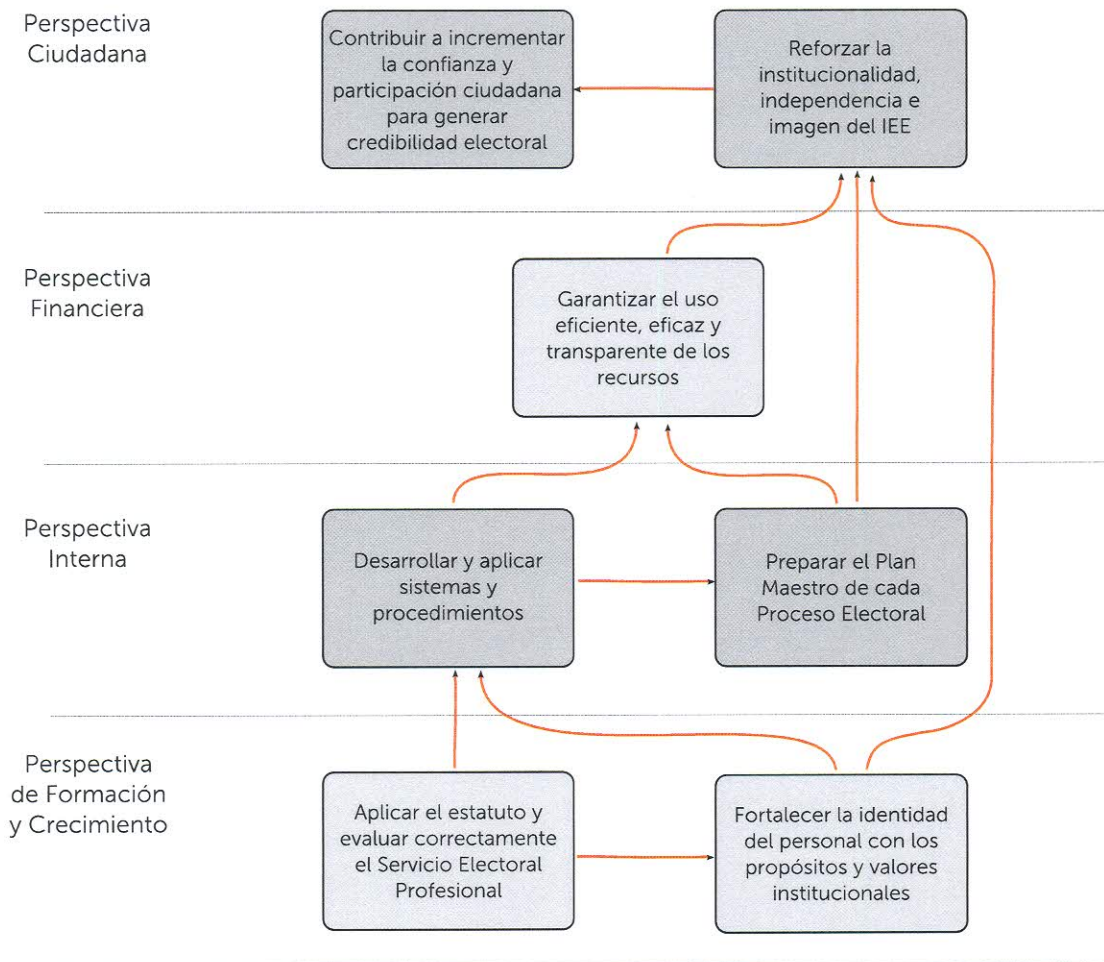 Perspectiva
Ciudadana
Contribuir a incrementar
la confianza y
participación ciudadana
para generar
credibilidad electoral
Reforzar la
institucionalidad,
independencia e
imagen del IEE
Perspectiva
Financiera
Garantizar el uso
eficiente, eficaz y
transparente de los
recursos
Perspectiva
Interna
Desarrollar y aplicar
sistemas y
procedimientos
Preparar el Plan
Maestro de cada
Proceso Electoral
Perspectiva
de Formación
y Crecimiento
Aplicar el estatuto y
evaluar correctamente
el Servicio Electoral
Profesional
Fortalecer la identidad
del personal con los
propósitos y valores
institucionales